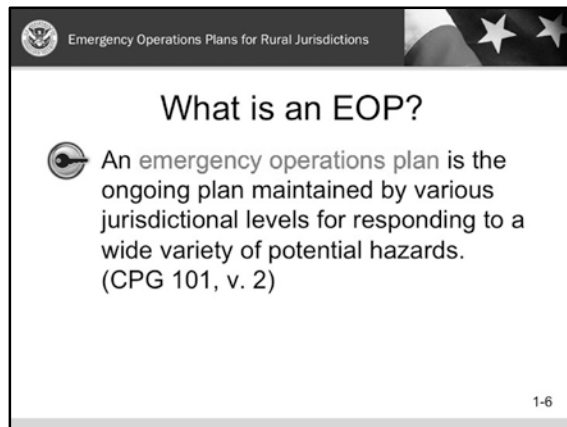 Emergency Operations Plans for Rural Jurisdictions
What is an EOP?
An emergency operations plan is the
ongoing plan maintained by various
jurisdictional levels for responding to a
wide variety of potential hazards.
(CPG 101, v. 2)
1-6